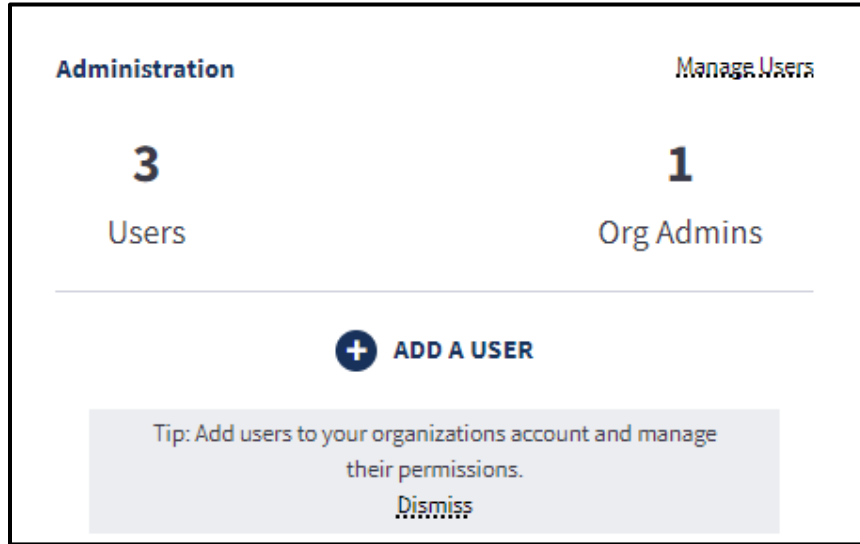 Administration
Manage Users
3
1
Users
Org Admins
ADD A USER
Tip: Add users to your organizations account and manage
their permissions.
Dismiss